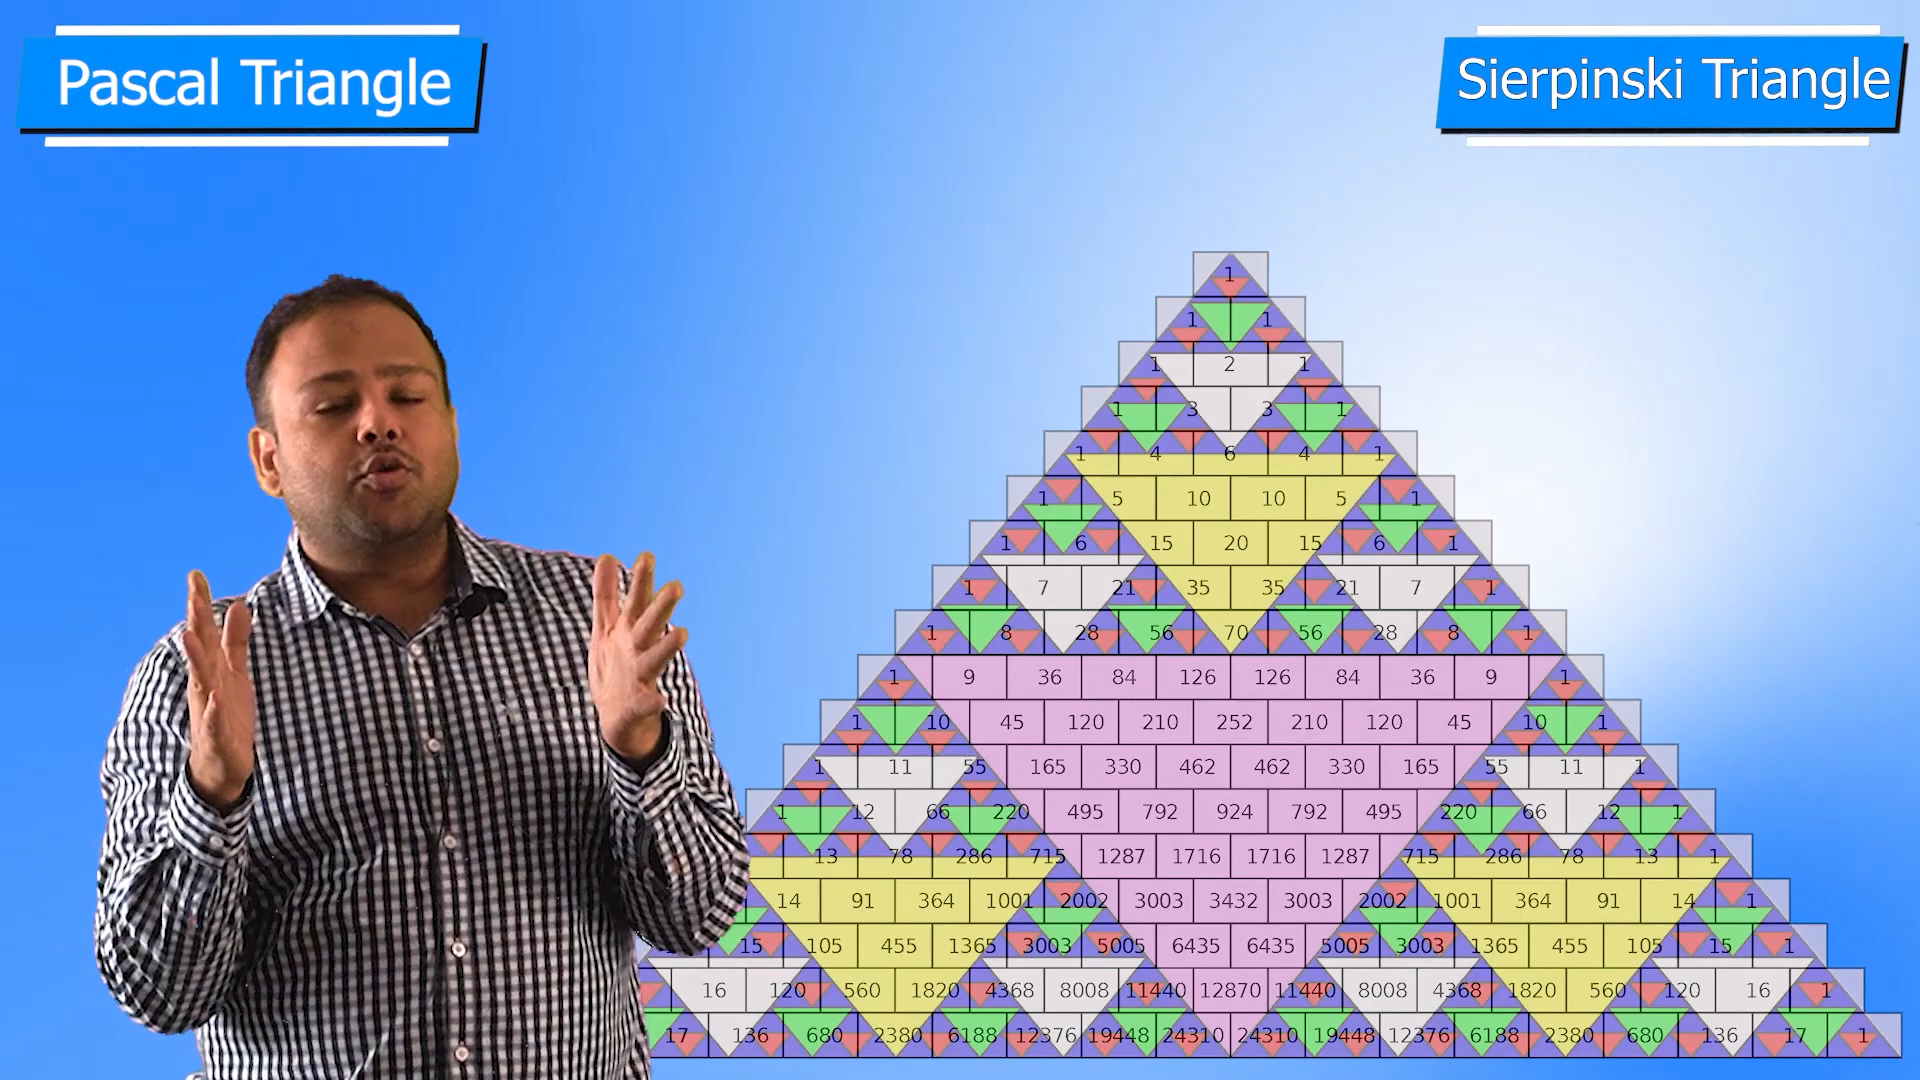 Pascal Triangle
Sierpinski Triangle
1
1 1
1 2 1
1 3 3 1
1 4 6 4 1
1 5 10 10 5 1
1 6 15 20 15 6 1
1 7 21 35 35 21 7 1
1 8 28 56 70 56 28 8 1
1 9 36 84 126 126 84 36 9 1
1 10 45 120 210 252 210 120 45 10 1
1 11 55 165 330 462 462 330 165 55 11 1
1 12 66 220 495 792 924 792 495 220 66 12 1
13 78 286 715 1287 1716 1716 1287 715 286 78 13 1
14 91 364 1001 2002 3003 3432 3003 2002 1001 364 91 14 1
15 105 455 1365 3003 5005 6435 6435 5005 3003 1365 455 105 15 1
16 120 560 1820 4368 8008 11440 12870 11440 8008 4368 1820 560 120 16 1
17 136 680 2380 6188 12376 19448 24310 24310 19448 12376 6188 2380 680 136 17 1